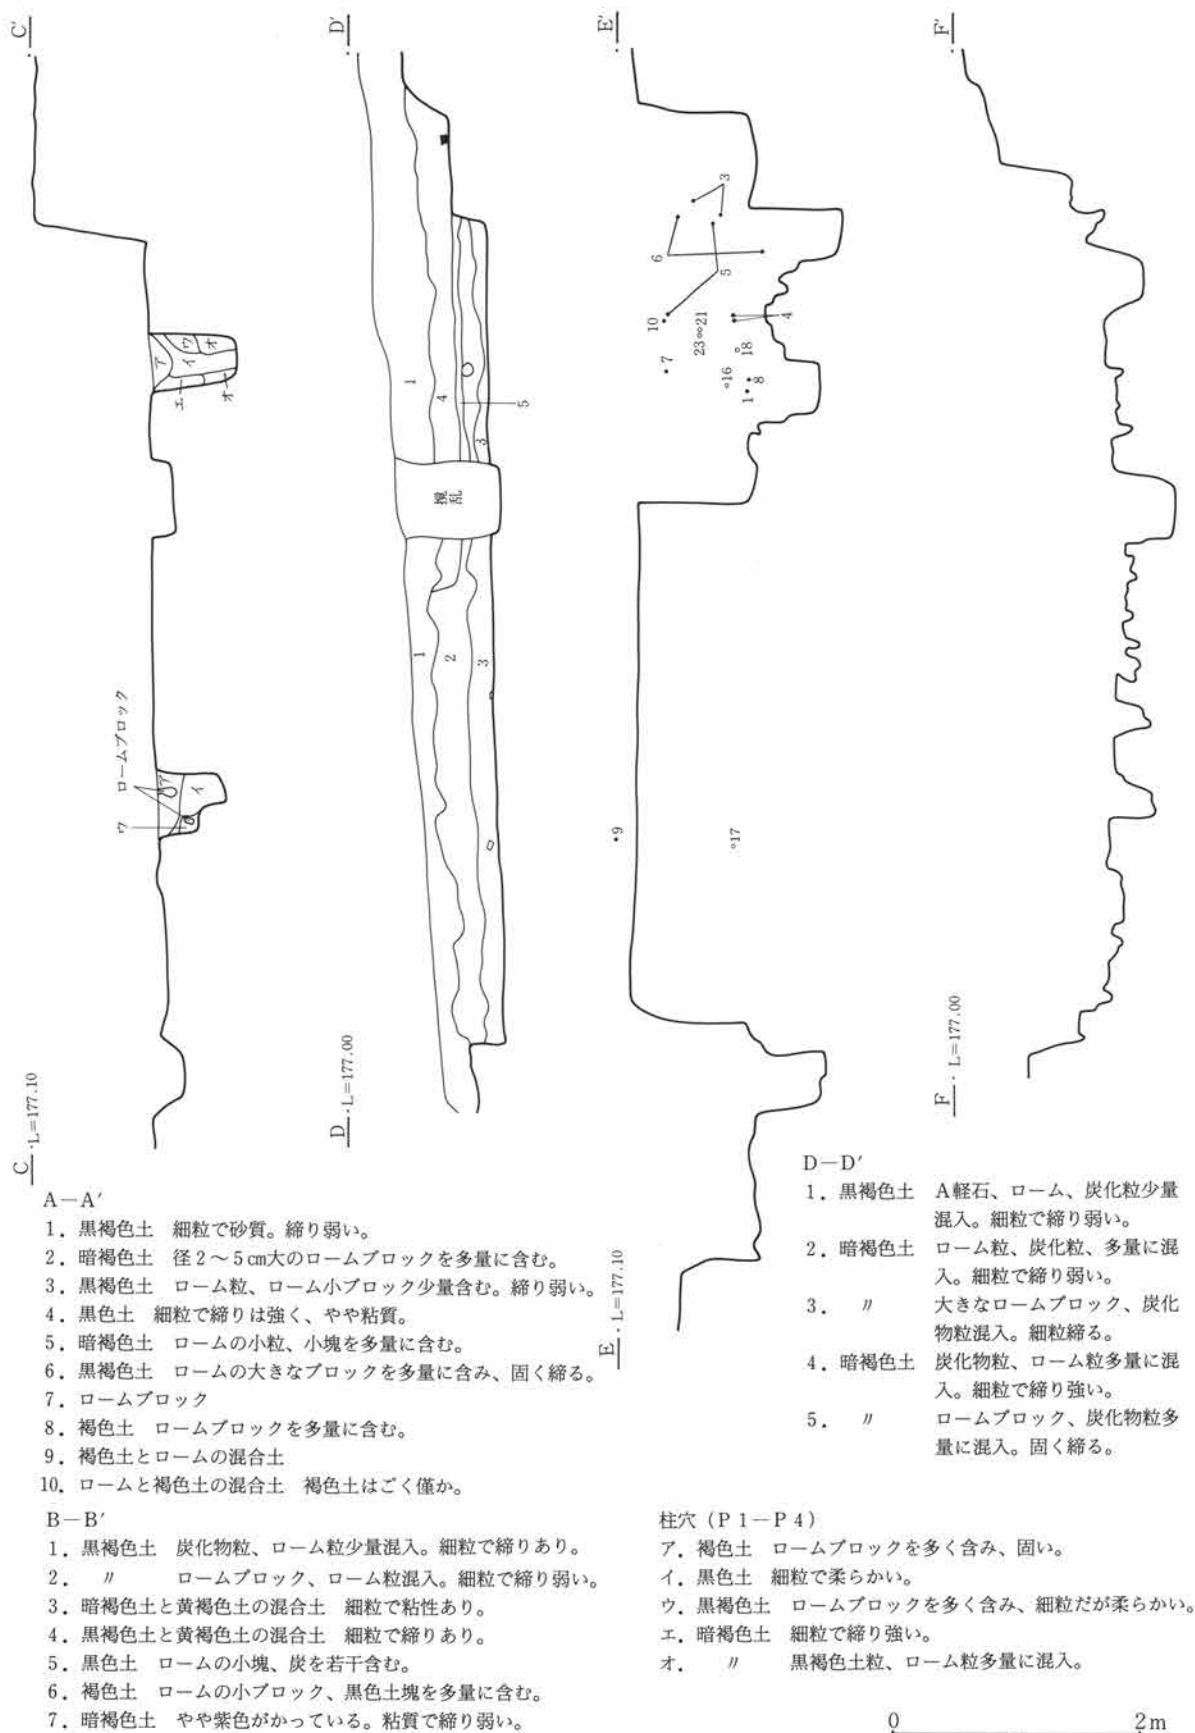 C′
D′
E′
F′
ア
イ
ウ
オ
エ
オ
ロームブロック
ア
イ
ウ
1
4
5
3
撹乱
1
2
3
3
6
5
10
4
23
21
7
18
16
1
8
9
17
C
L=177.10
D
L=177.00
E
L=177.10
F
L=177.00
A－A′
1．黒褐色土　細粒で砂質。締り弱い。
2．暗褐色土　径2～5㎝大のロームブロックを多量に含む。
3．黒褐色土　ローム粒、ローム小ブロック少量含む。締り弱い。
4．黒色土　細粒で締りは強く、やや粘質。
5．暗褐色土　ロームの小粒、小塊を多量に含む。
6．黒褐色土　ロームの大きなブロックを多量に含み、固く締る。
7．ロームブロック
8．褐色土　ロームブロックを多量に含む。
9．褐色土とロームの混合土
10．ロームと褐色土の混合土　褐色土はごく僅か。
B－B′
1．黒褐色土　炭化物粒、ローム粒少量混入。細粒で締りあり。
2．　〃　　ロームブロック、ローム粒混入。細粒で締り弱い。
3．暗褐色土と黄褐色土の混合土　細粒で粘性あり。
4．黒褐色土と黄褐色土の混合土　細粒で締りあり。
5．黒色土　ロームの小塊、炭を若干含む。
6．褐色土　ロームの小ブロック、黒色土塊を多量に含む。
7．暗褐色土　やや紫色がかっている。粘質で締り弱い。
D－D′
1．黒褐色土　A軽石、ローム、炭化粒少量
混入。細粒で締り弱い。
2．暗褐色土　ローム粒、炭化粒、多量に混
入。細粒で締り弱い。
3．　〃　　大きなロームブロック、炭化
物粒混入。細粒締る。
4．暗褐色土　炭化物粒、ローム粒多量に混
入。細粒で締り強い。
5．　〃　　ロームブロック、炭化物粒多
量に混入。固く締る。
柱穴（P1－P4）
ア．褐色土　ロームブロックを多く含み、固い。
イ．黒色土　細粒で柔らかい。
ウ．黒褐色土　ロームブロックを多く含み、細粒だが柔らかい。
エ．暗褐色土　細粒で締り強い。
オ．　〃　　黒褐色土粒、ローム粒多量に混入。
0　2m